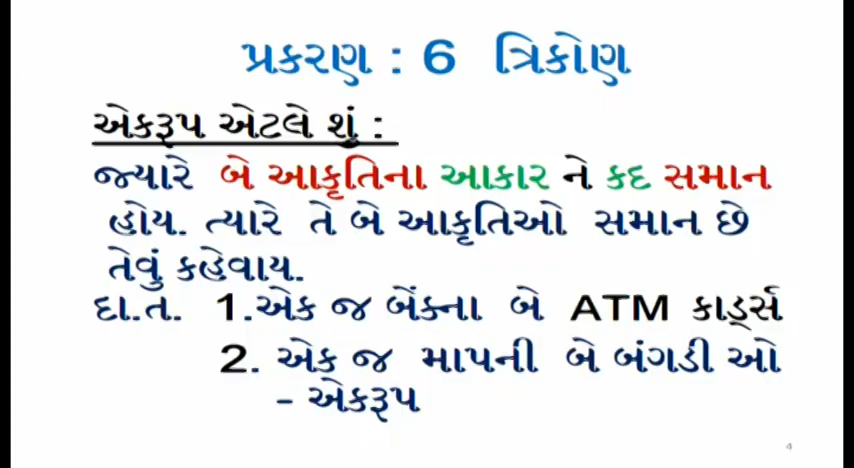 પ્રકરણ : 6 ત્રિકોણ
એકરૂપ એટલે શું :
જ્યારે બે આકૃતિના આકાર ને કદ સમાન
હોય. ત્યારે તે બે આકૃતિઓ સમાન છે
તેવું કહેવાય.
દા.ત. 1.એક જ બેંકના બે ATM કાર્ડ્સ
2. એક જ માપની બે બંગડી ઓ
- એકરૂપ
4